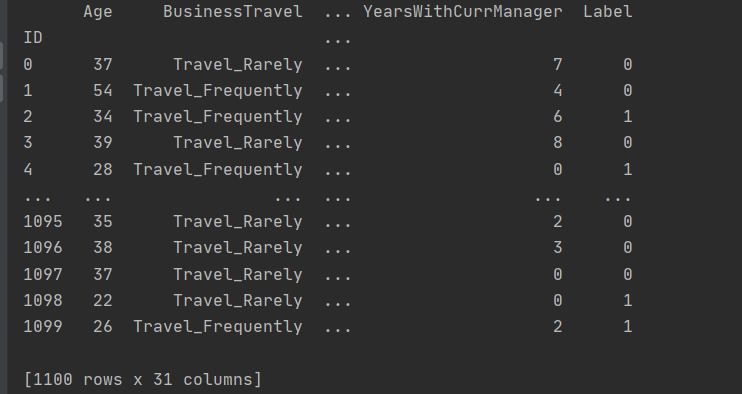 Age BusinessTravel ... YearsWithCurrManager Label
ID ...
0 37 Travel_Rarely ... 7 0
1 54 Travel_Frequently ... 4 0
2 34 Travel_Frequently ... 6 1
3 39 Travel_Rarely ... 8 0
4 28 Travel_Frequently ... 0 1
... ... ... ... ... ...
1095 35 Travel_Rarely ... 2 0
1096 38 Travel_Rarely ... 3 0
1097 37 Travel_Rarely ... 0 0
1098 22 Travel_Rarely ... 0 1
1099 26 Travel_Frequently ... 2 1
[1100 rows x 31 columns]